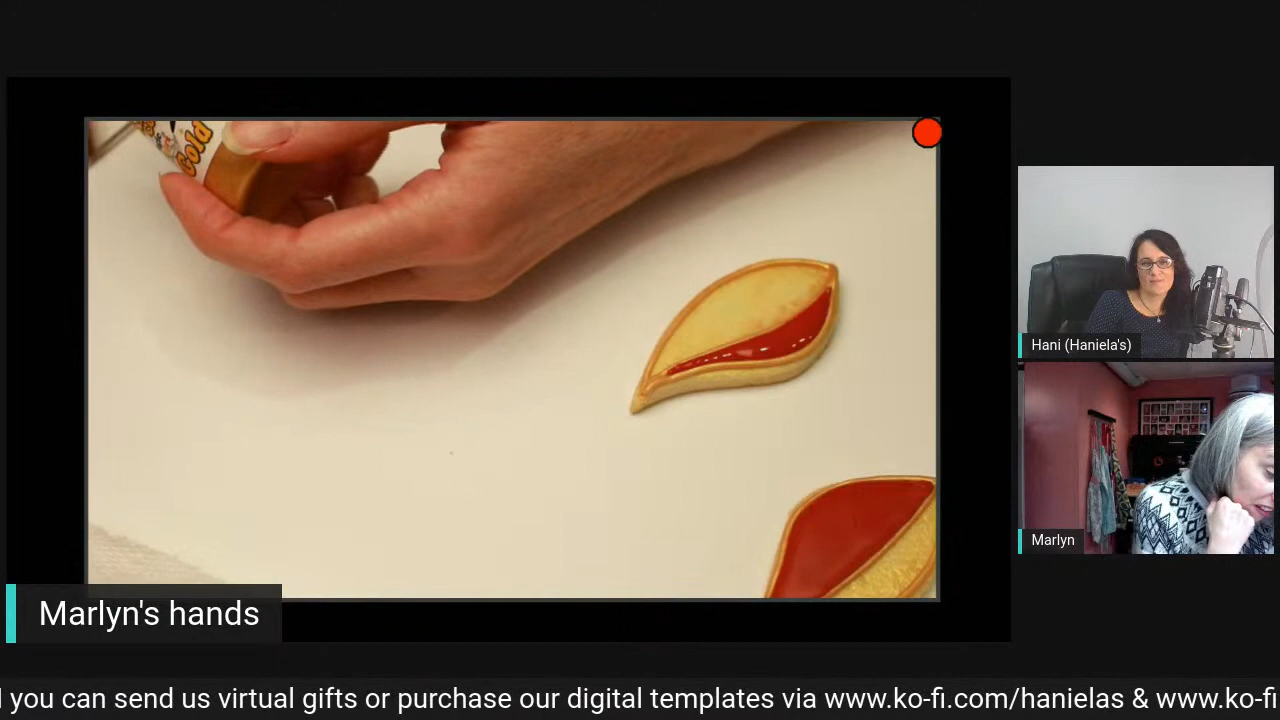 Gold
Hani (Haniela's)
Marlyn
Marlyn's hands
you can send us virtual gifts or purchase our digital templates via www.ko-fi.com/hanielas & www.ko-fi